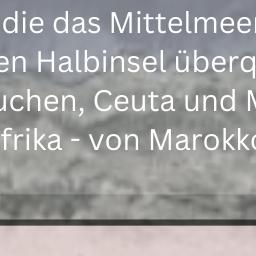 die das Mittelmeer
en Halbinsel überq
uchen, Ceuta und M
frika - von Marokko